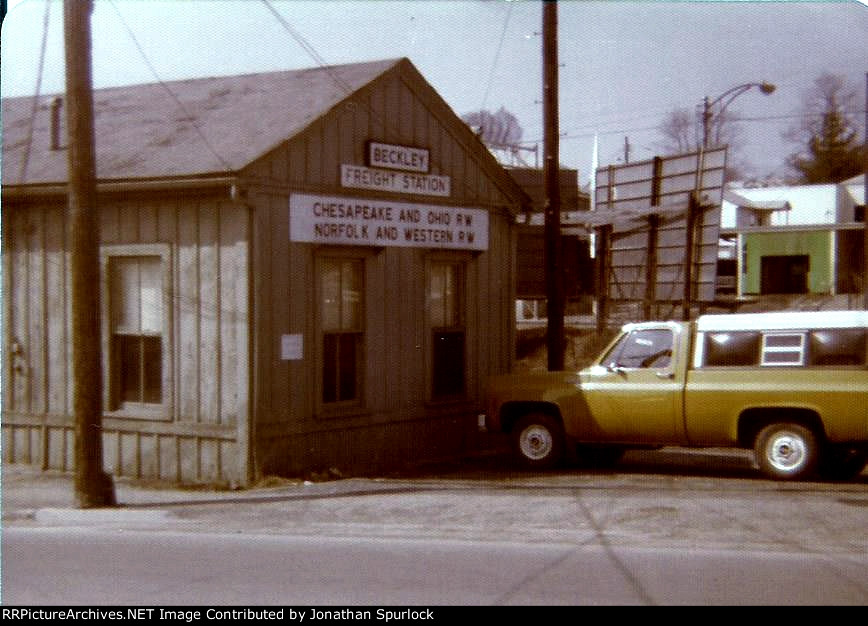 BECKLEY
FREIGHT STATION
CHESAPEAKE AND OHIO RW
NORFOLK AND WESTERN RW
RRPictureArchives.NET Image Contributed by Jonathan Spurlock